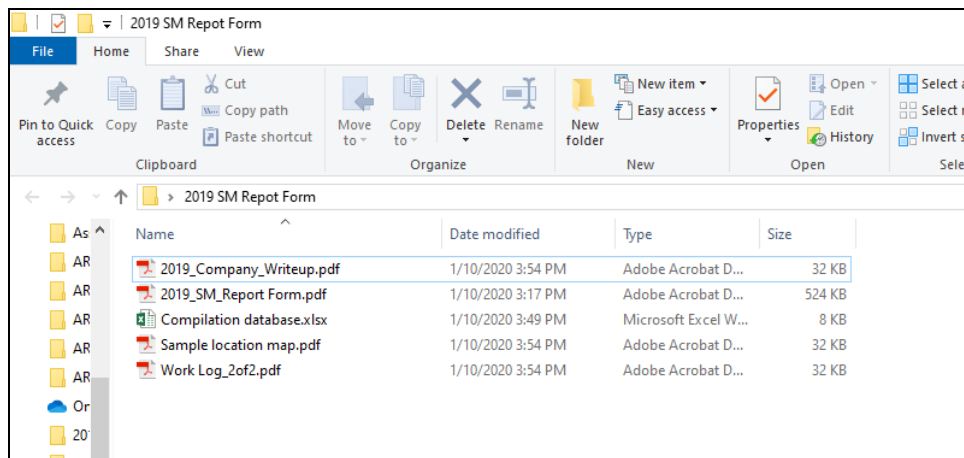 2019 SM Repot Form
File Home Share View
Pin to Quick access
Copy
Paste
Cut
Copy path
Paste shortcut
Clipboard
Move to
Copy to
Delete
Rename
Organize
New folder
New item
Easy access
New
Properties
Open
Edit
History
Open
Select a
Select n
Invert s
Sele
2019 SM Repot Form
Name Date modified Type Size
2019_Company_Writeup.pdf 1/10/2020 3:54 PM Adobe Acrobat D... 32 KB
2019_SM_Report Form.pdf 1/10/2020 3:17 PM Adobe Acrobat D... 524 KB
Compilation database.xlsx 1/10/2020 3:49 PM Microsoft Excel W... 8 KB
Sample location map.pdf 1/10/2020 3:54 PM Adobe Acrobat D... 32 KB
Work Log_2of2.pdf 1/10/2020 3:54 PM Adobe Acrobat D... 32 KB
As
AR
AR
AR
AR
AR
Or
20